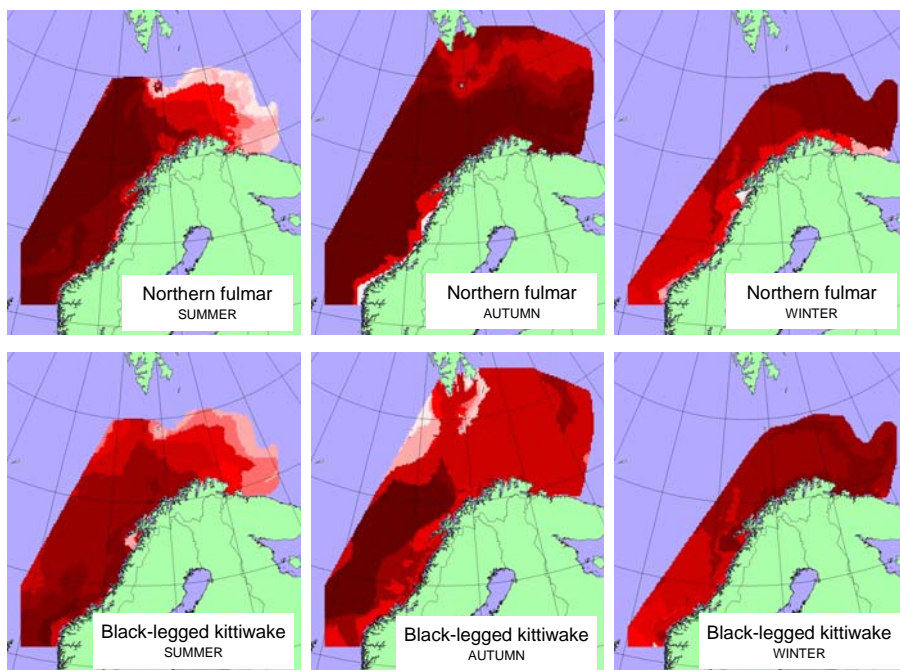 Northern fulmar
SUMMER
Northern fulmar
AUTUMN
Northern fulmar
WINTER
Black-legged kittiwake
SUMMER
Black-legged kittiwake
AUTUMN
Black-legged kittiwake
WINTER